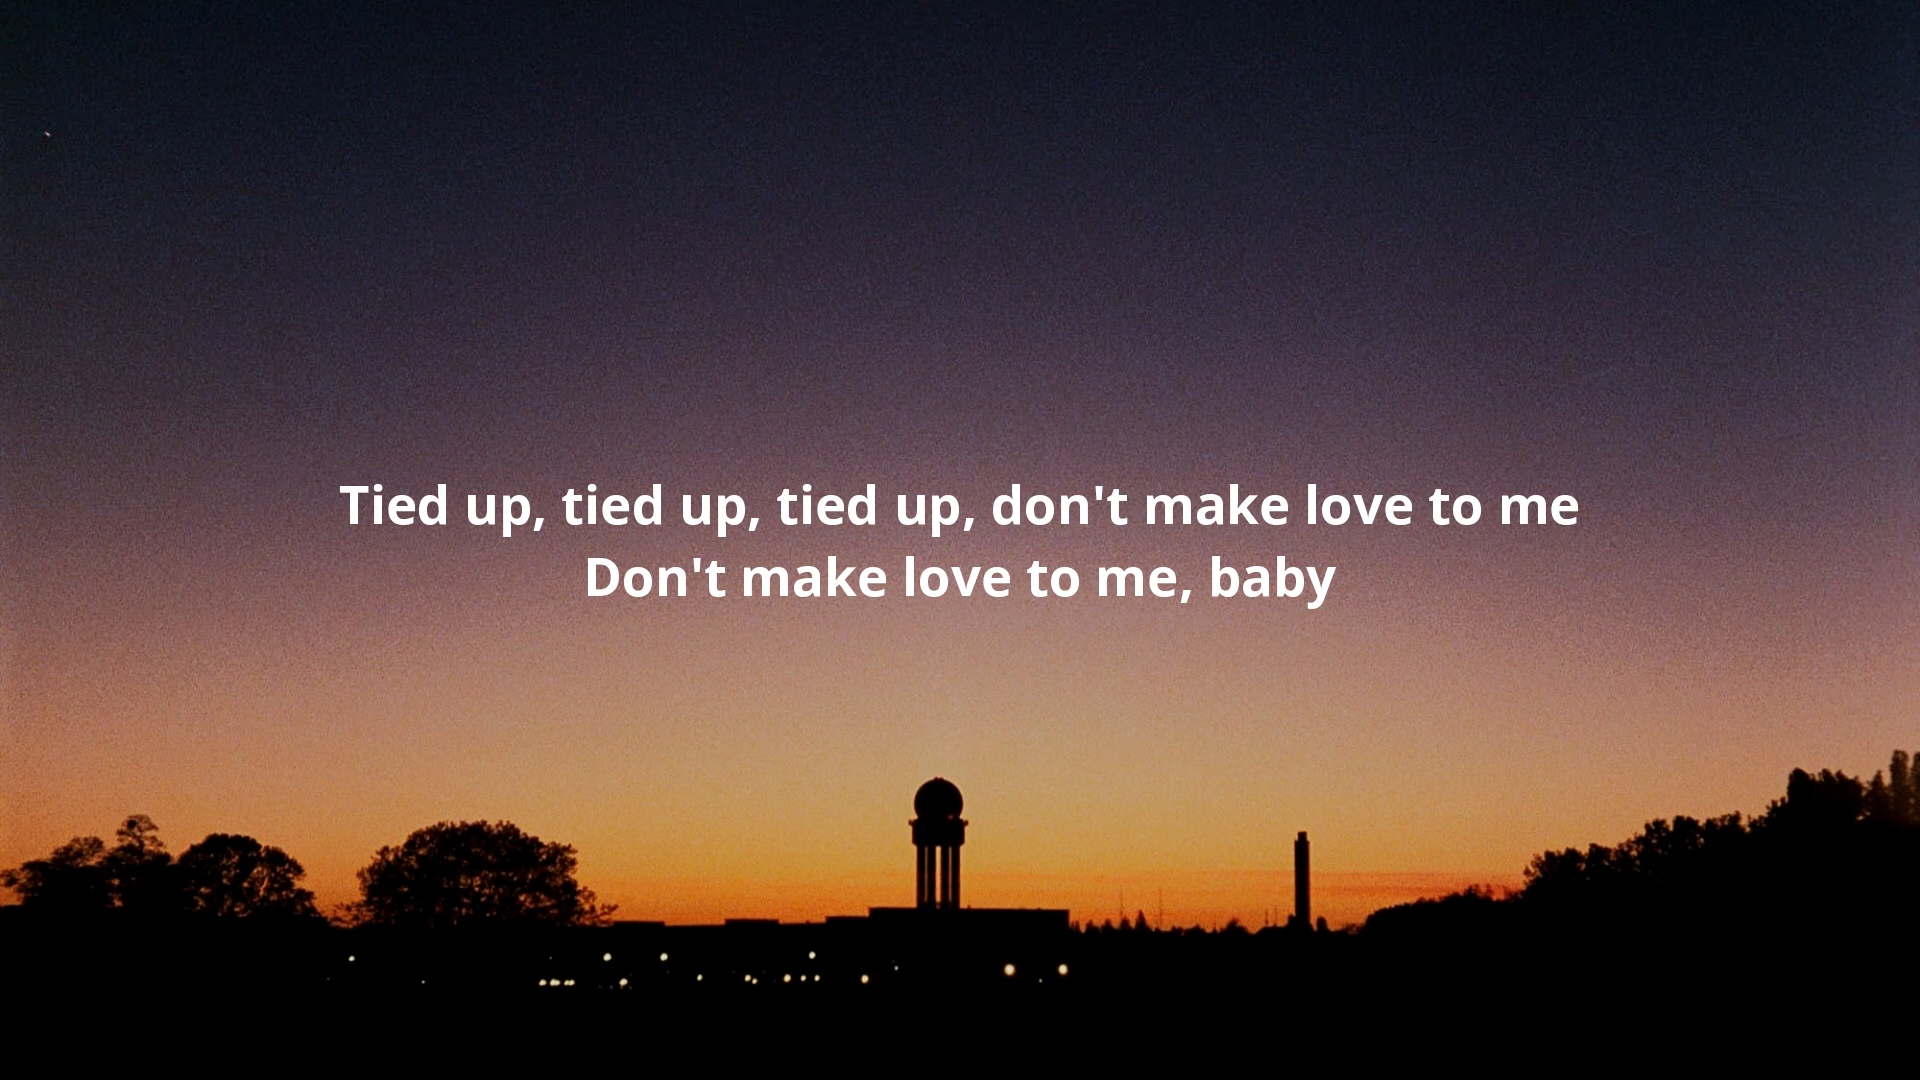 Tied up, tied up, tied up, don't make love to me
Don't make love to me, baby